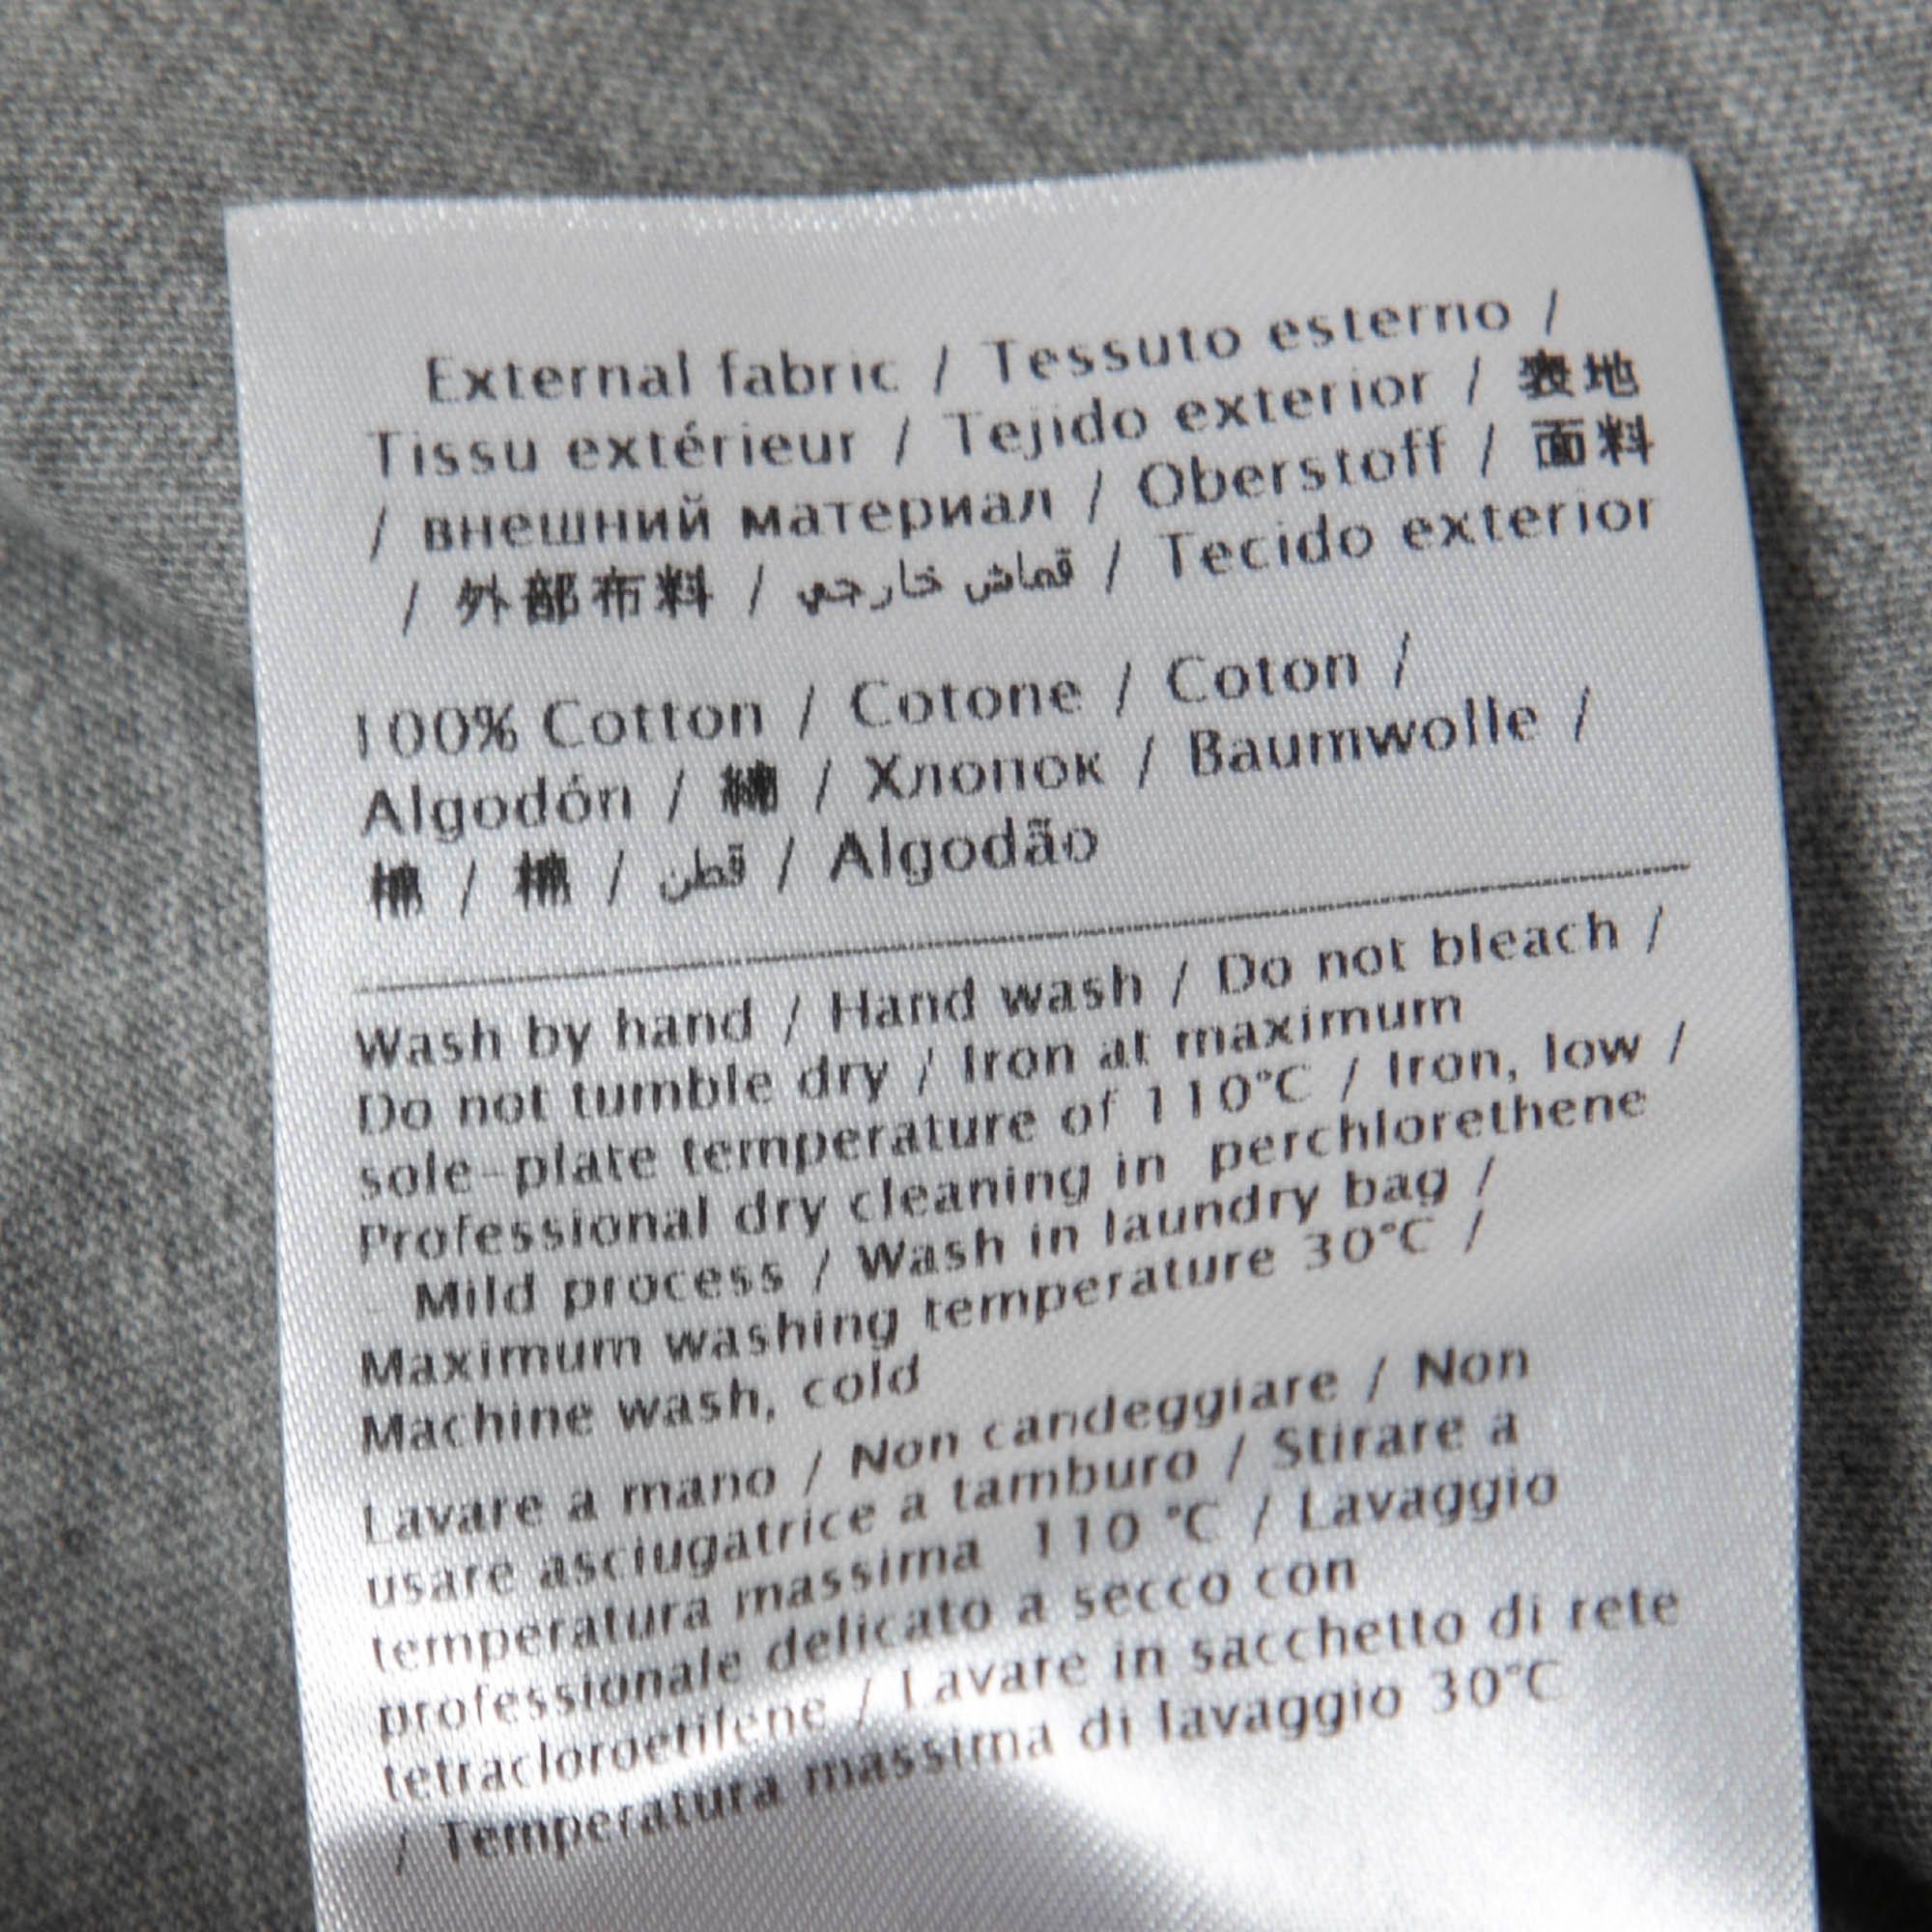 External fabric / Tessuto esterno /
Tissu extérieur / Tejido exterior / 表地
/ внешний материал / Oberstoff / 面料
/ 外部布料 / قماش خارجي / Tecido exterior
100% Cotton / Cotone / Coton /
Algodón / 綿 / Хлопок / Baumwolle /
棉 / 棉 / قطن / Algodão
Wash by hand / Hand wash / Do not bleach /
Do not tumble dry / Iron at maximum
sole-plate temperature of 110°C / Iron, low /
Professional dry cleaning in perchlorethene
- Mild process / Wash in laundry bag /
Maximum washing temperature 30°C /
Machine wash, cold
Lavare a mano / Non candeggiare / Non
usare asciugatrice a tamburo / Stirare a
temperatura massima 110 °C / Lavaggio
professionale delicato a secco con
tetracloroetilene / Lavare in sacchetto di rete
/ Temperatura massima di lavaggio 30°C